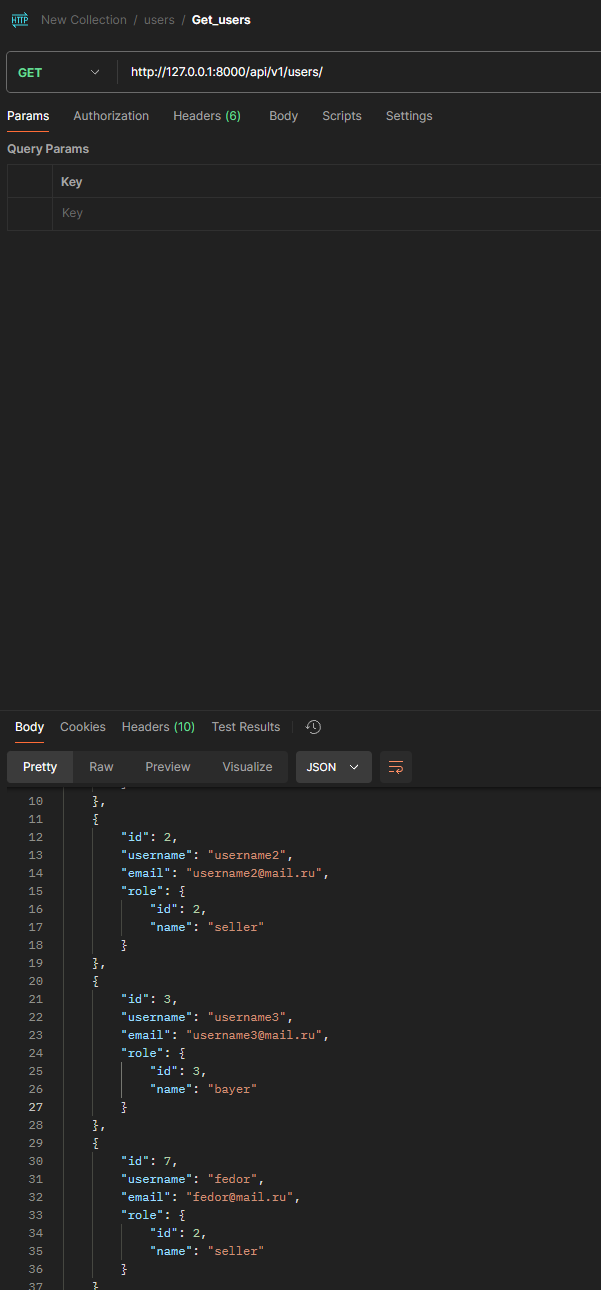 HTTP New Collection / users / Get_users
GET http://127.0.0.1:8000/api/v1/users/
Params Authorization Headers (6) Body Scripts Settings
Query Params
Key
Key
Body Cookies Headers (10) Test Results
Pretty Raw Preview Visualize JSON
10 },
11 {
12 "id": 2,
13 "username": "username2",
14 "email": "username2@mail.ru",
15 "role": {
16 "id": 2,
17 "name": "seller"
18 }
19 },
20 {
21 "id": 3,
22 "username": "username3",
23 "email": "username3@mail.ru",
24 "role": {
25 "id": 3,
26 "name": "bayer"
27 }
28 },
29 {
30 "id": 7,
31 "username": "fedor",
32 "email": "fedor@mail.ru",
33 "role": {
34 "id": 2,
35 "name": "seller"
36 }
37 }